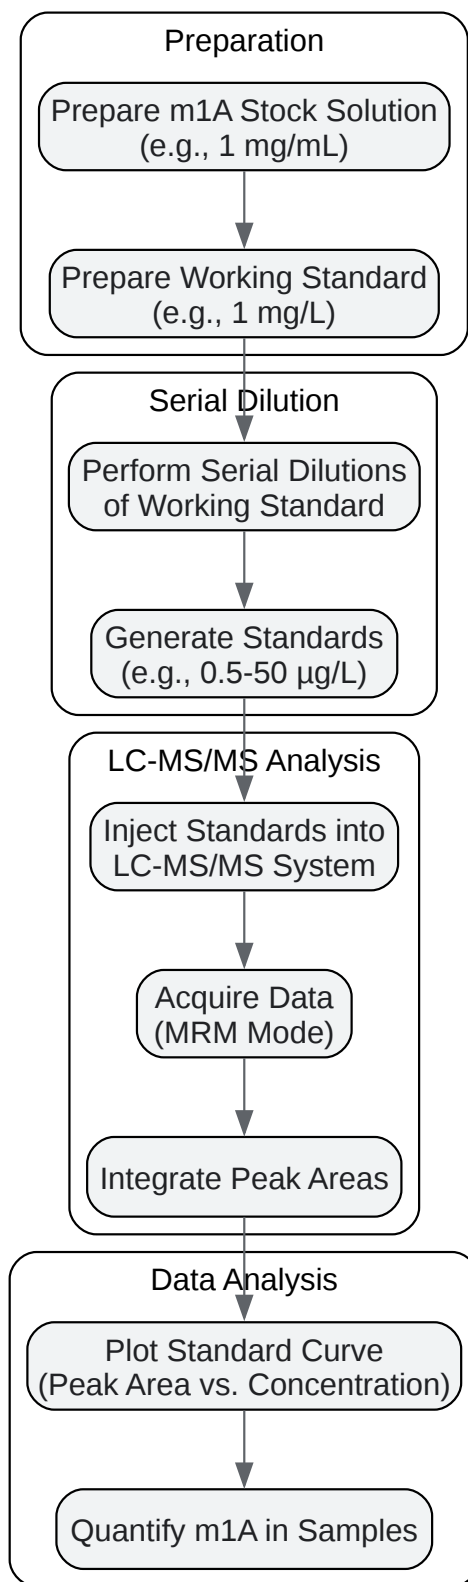 Preparation
Prepare m1A Stock Solution
(e.g., 1 mg/mL)
Prepare Working Standard
(e.g., 1 mg/L)
Serial Dilution
Perform Serial Dilutions
of Working Standard
Generate Standards
(e.g., 0.5-50 µg/L)
LC-MS/MS Analysis
Inject Standards into
LC-MS/MS System
Acquire Data
(MRM Mode)
Integrate Peak Areas
Data Analysis
Plot Standard Curve
(Peak Area vs. Concentration)
Quantify m1A in Samples